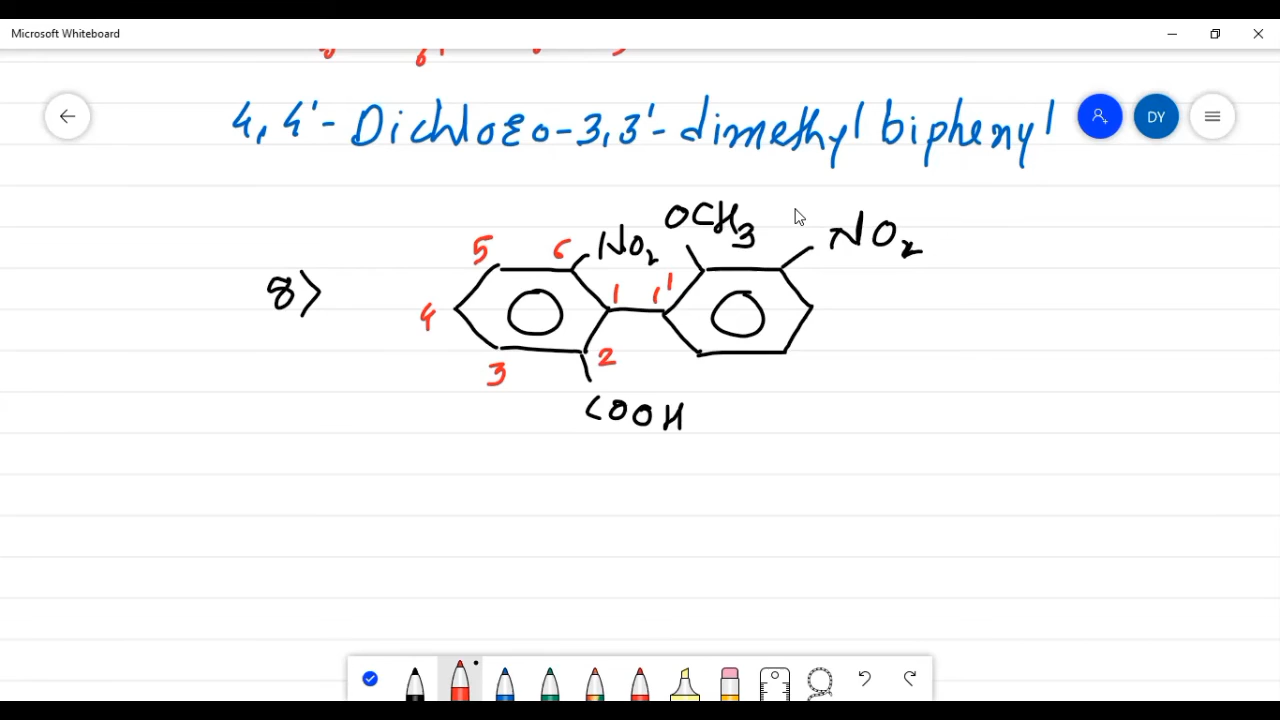 Microsoft Whiteboard
4,4'-Dichloro-3,3'-dimethyl biphenyl
DY
OCH3
NO2
5 6 NO2
8>
4 1 1'
3 2
COOH